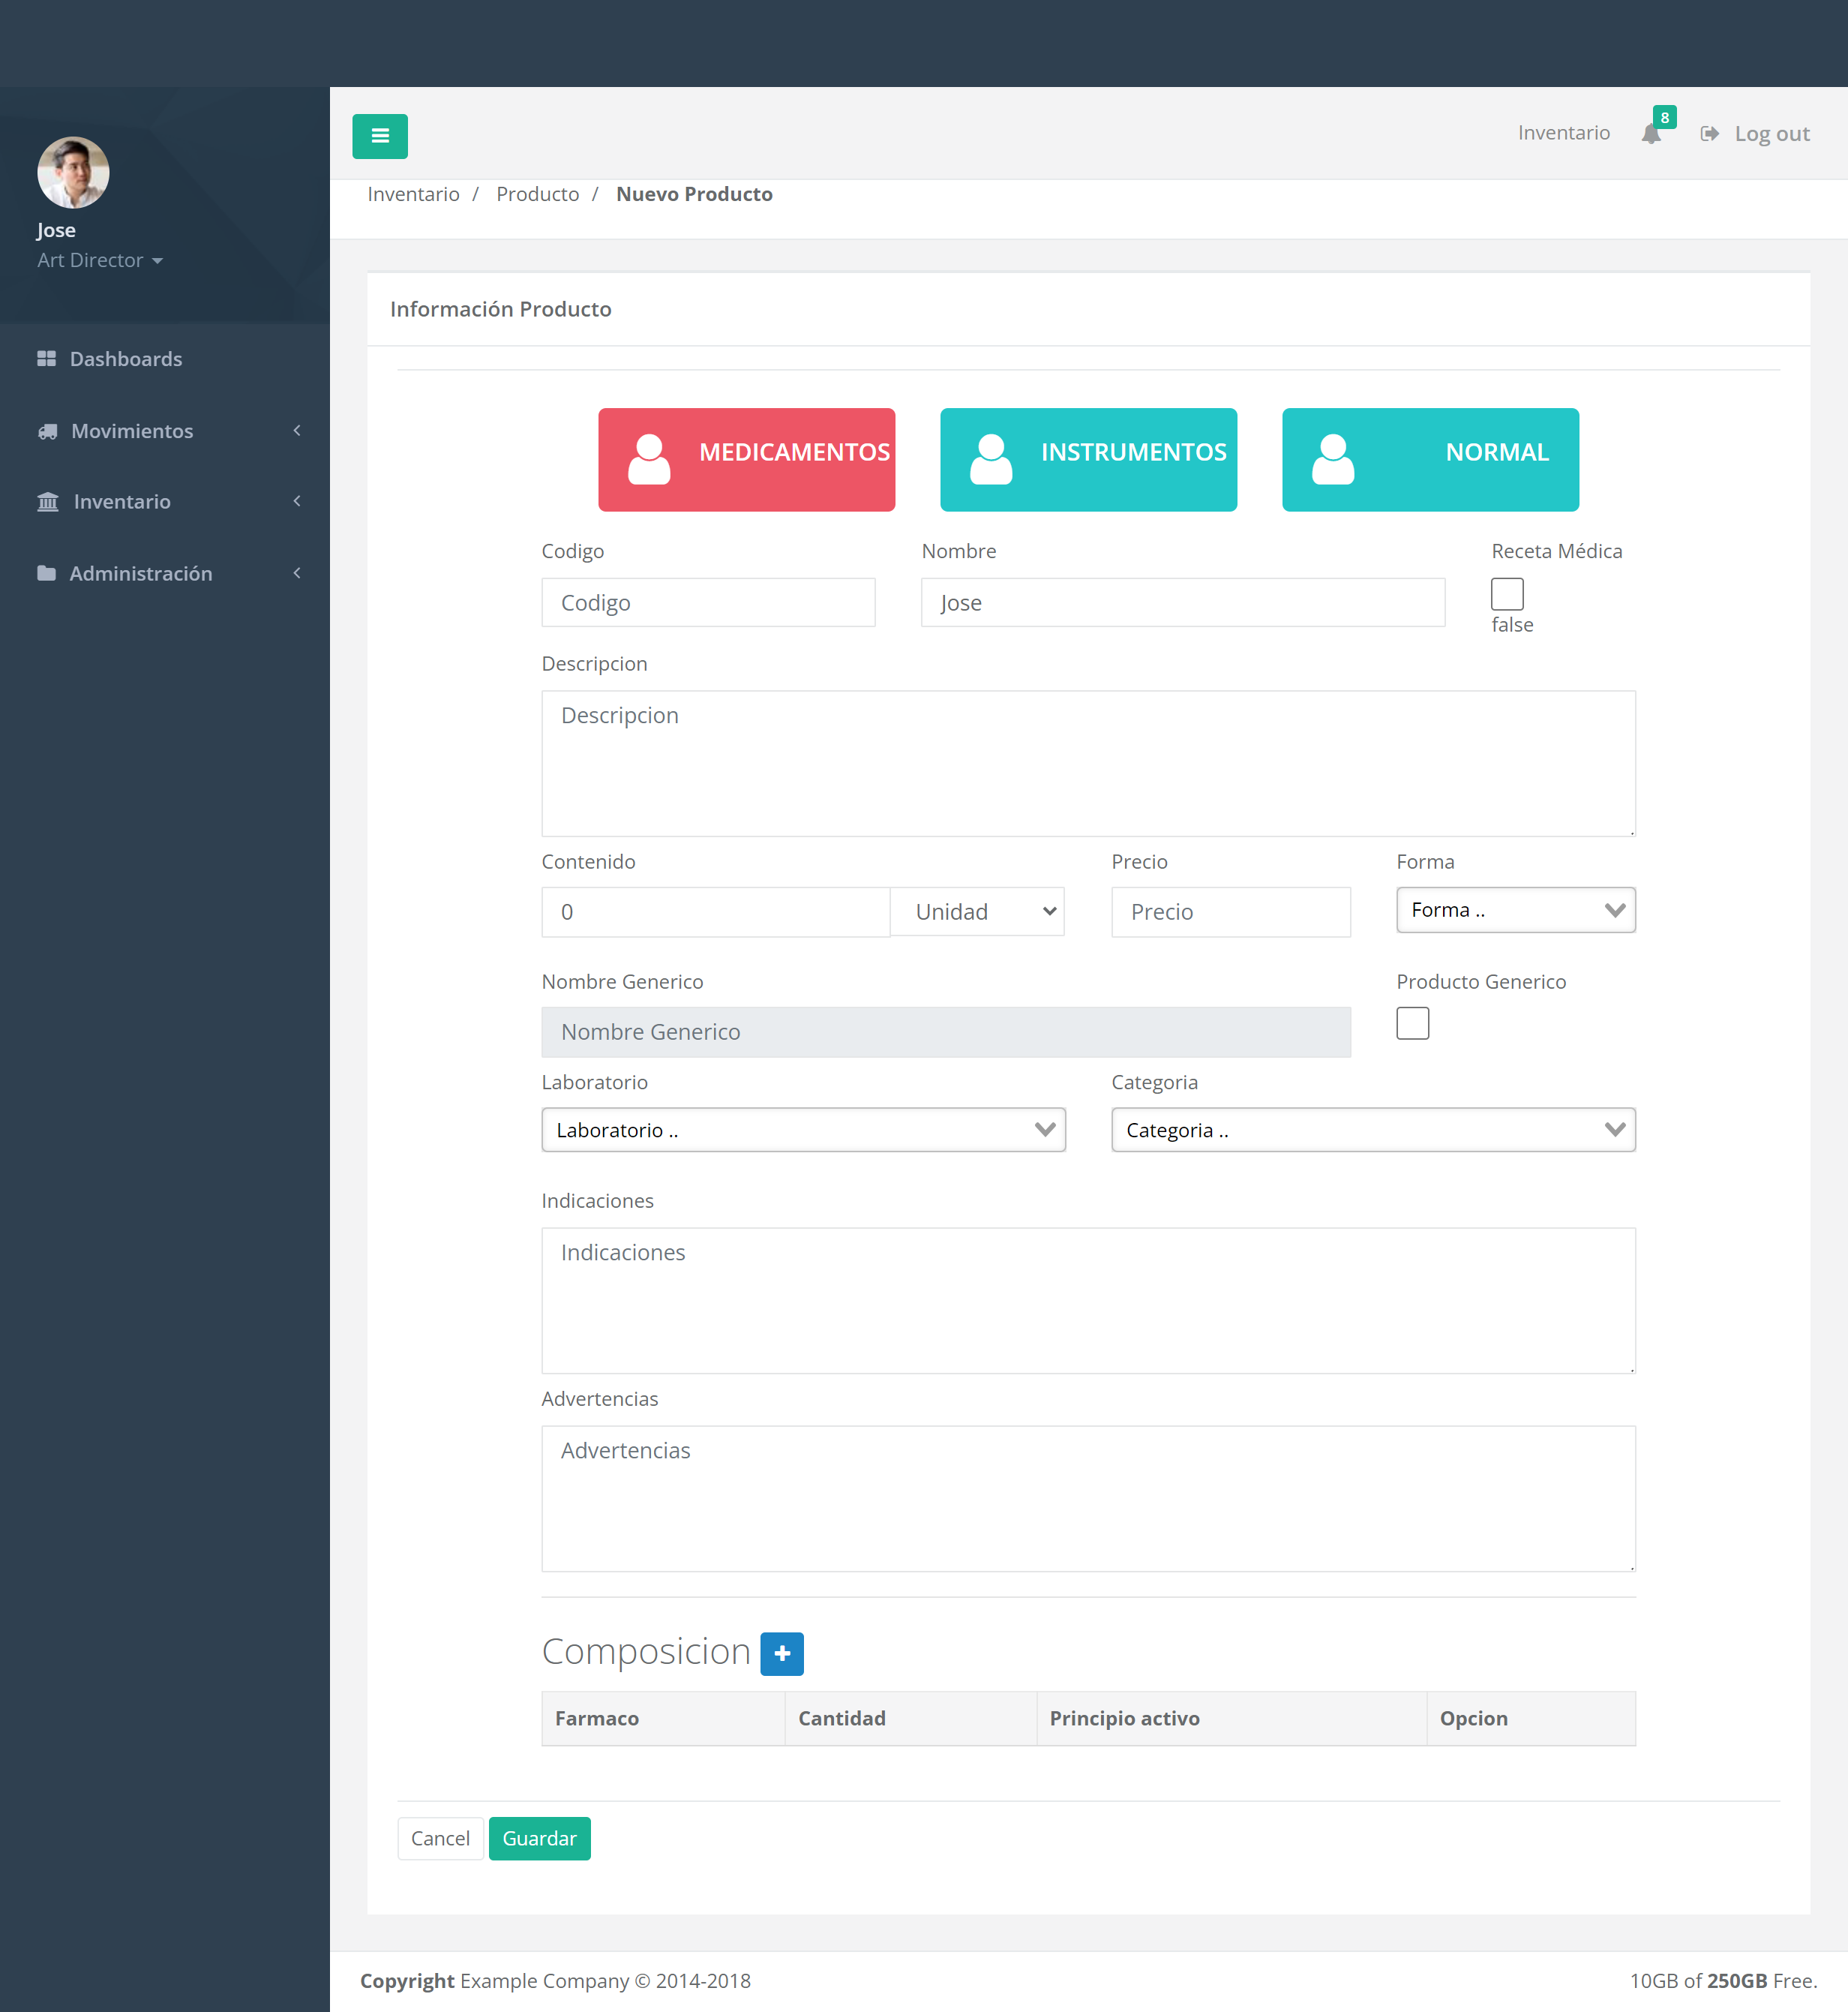 Inventario
8
Log out
Jose
Art Director
Dashboards
Movimientos
Inventario
Administración
Inventario / Producto / Nuevo Producto
Información Producto
MEDICAMENTOS
INSTRUMENTOS
NORMAL
Codigo
Nombre
Receta Médica
Codigo
Jose
false
Descripcion
Descripcion
Contenido
Precio
Forma
0
Unidad
Precio
Forma ..
Nombre Generico
Producto Generico
Nombre Generico
Laboratorio
Categoria
Laboratorio ..
Categoria ..
Indicaciones
Indicaciones
Advertencias
Advertencias
Composicion
Farmaco
Cantidad
Principio activo
Opcion
Cancel
Guardar
Copyright Example Company © 2014-2018
10GB of 250GB Free.